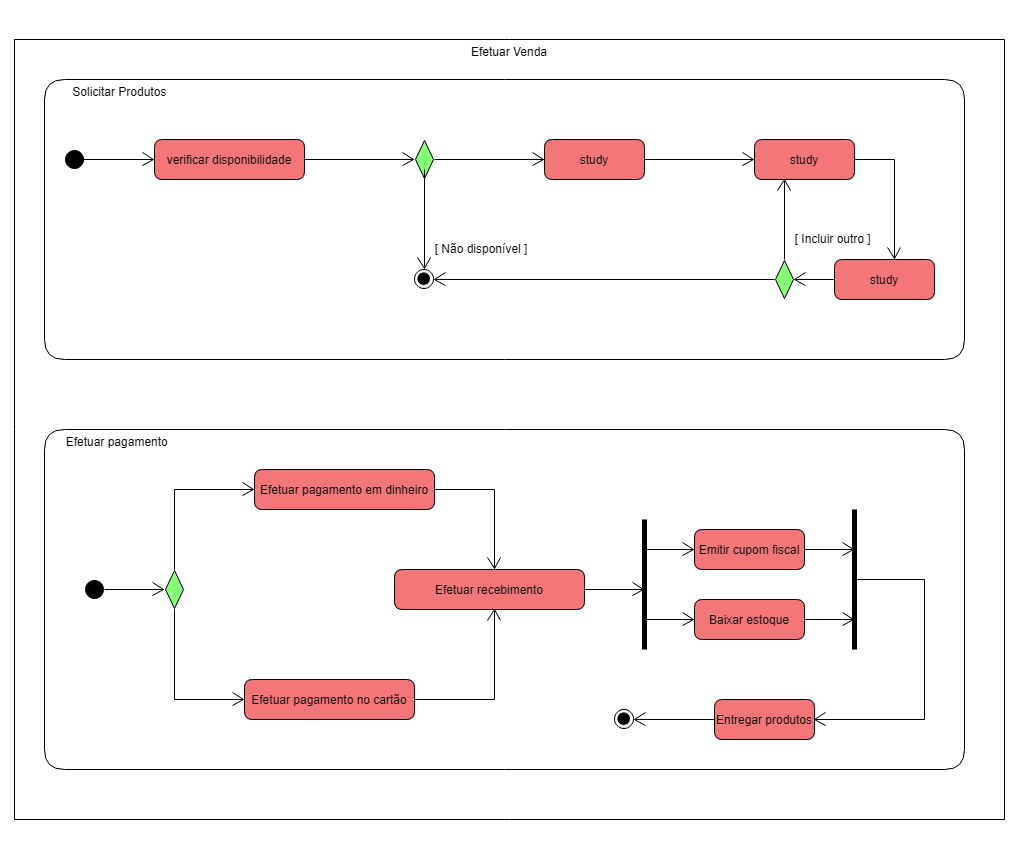 Efetuar Venda
Solicitar Produtos
verificar disponibilidade
study
study
[ Não disponível ]
[ Incluir outro ]
study
Efetuar pagamento
Efetuar pagamento em dinheiro
Emitir cupom fiscal
Efetuar recebimento
Baixar estoque
Efetuar pagamento no cartão
Entregar produtos